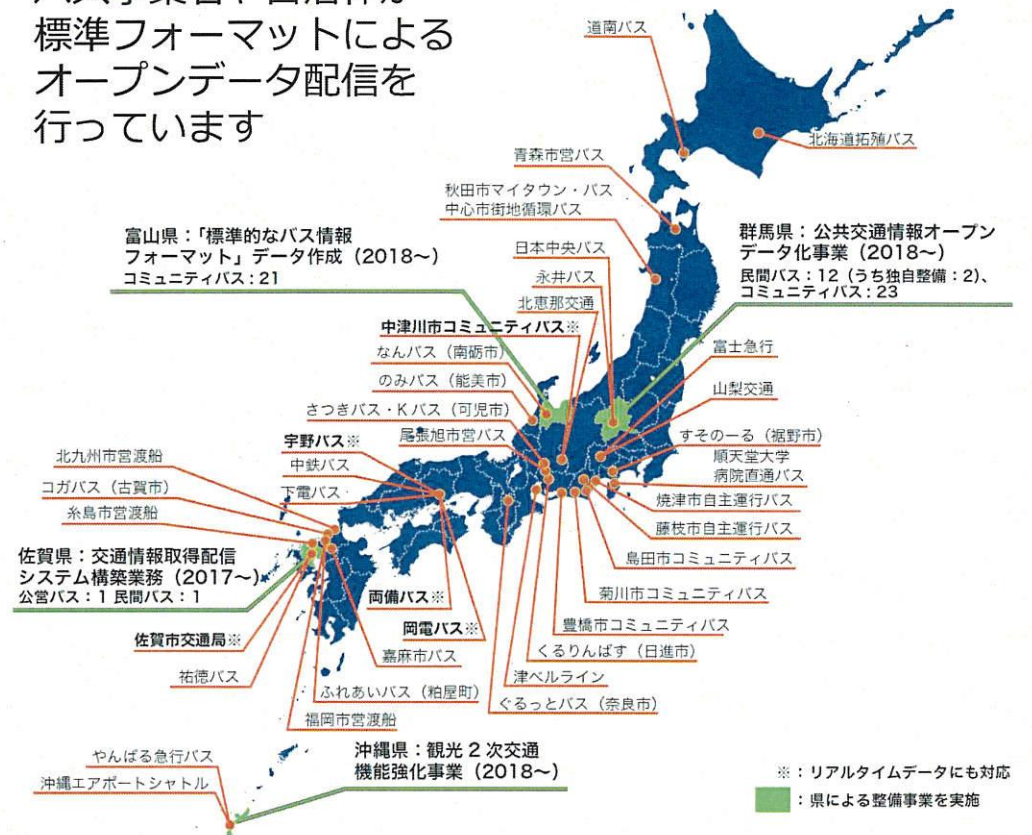 バス事業者や自治体が
標準フォーマットによる
オープンデータ配信を
行っています
道南バス
北海道拓殖バス
青森市営バス
秋田市マイタウン・バス
中心市街地循環バス
富山県：「標準的なバス情報
フォーマット」データ作成（2018〜）
コミュニティバス：21
日本中央バス
永井バス
北恵那交通
群馬県：公共交通情報オープン
データ化事業（2018〜）
民間バス：12（うち独自整備：2）、
コミュニティバス：23
中津川市コミュニティバス※
なんバス（南砺市）
のみバス（能美市）
さつきバス・Kバス（可児市）
尾張旭市営バス
富士急行
山梨交通
すそのーる（裾野市）
順天堂大学
病院直通バス
焼津市自主運行バス
藤枝市自主運行バス
島田市コミュニティバス
菊川市コミュニティバス
豊橋市コミュニティバス
くるりんばす（日進市）
津ベルライン
ぐるっとバス（奈良市）
宇野バス※
中鉄バス
下電バス
北九州市営渡船
コガバス（古賀市）
糸島市営渡船
佐賀県：交通情報取得配信
システム構築業務（2017〜）
公営バス：1 民間バス：1
両備バス※
岡電バス※
佐賀市交通局※
嘉麻市バス
祐徳バス
ふれあいバス（粕屋町）
福岡市営渡船
やんばる急行バス
沖縄エアポートシャトル
沖縄県：観光２次交通
機能強化事業（2018〜）
※：リアルタイムデータにも対応
：県による整備事業を実施